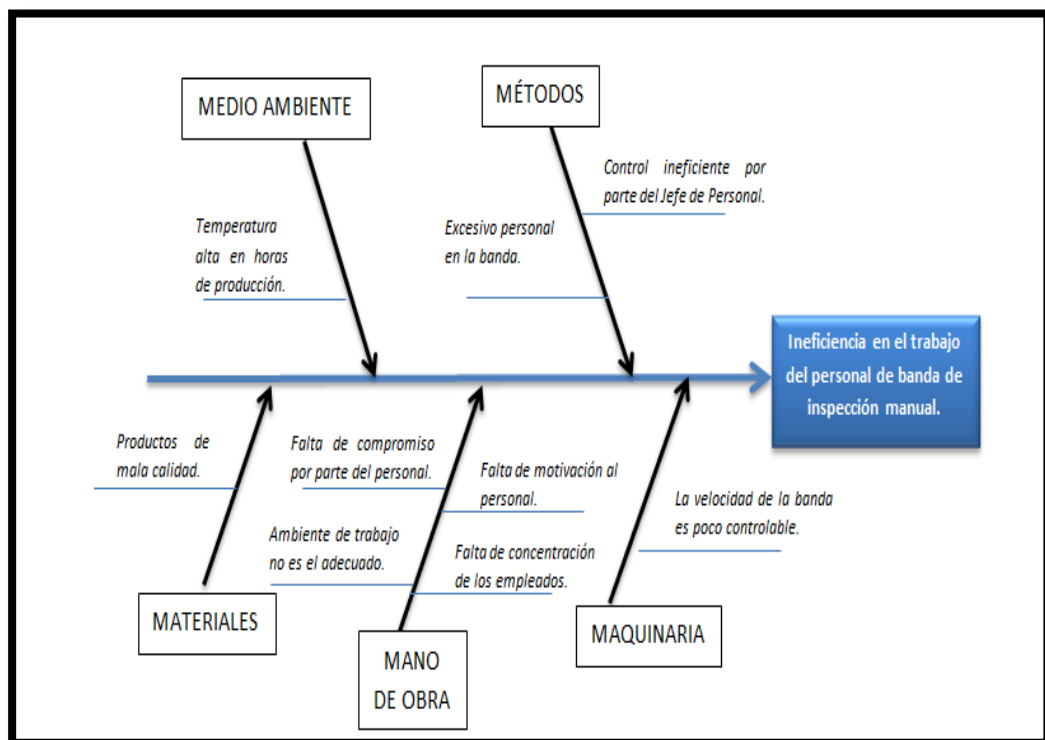 MEDIO AMBIENTE
MÉTODOS
Control ineficiente por
parte del Jefe de Personal.
Temperatura
alta en horas
de producción.
Excesivo personal
en la banda.
Ineficiencia en el trabajo
del personal de banda de
inspección manual.
Productos de
mala calidad.
Falta de compromiso
por parte del personal.
Falta de motivación al
personal.
La velocidad de la banda
es poco controlable.
Ambiente de trabajo
no es el adecuado.
Falta de concentración
de los empleados.
MATERIALES
MANO
DE OBRA
MAQUINARIA